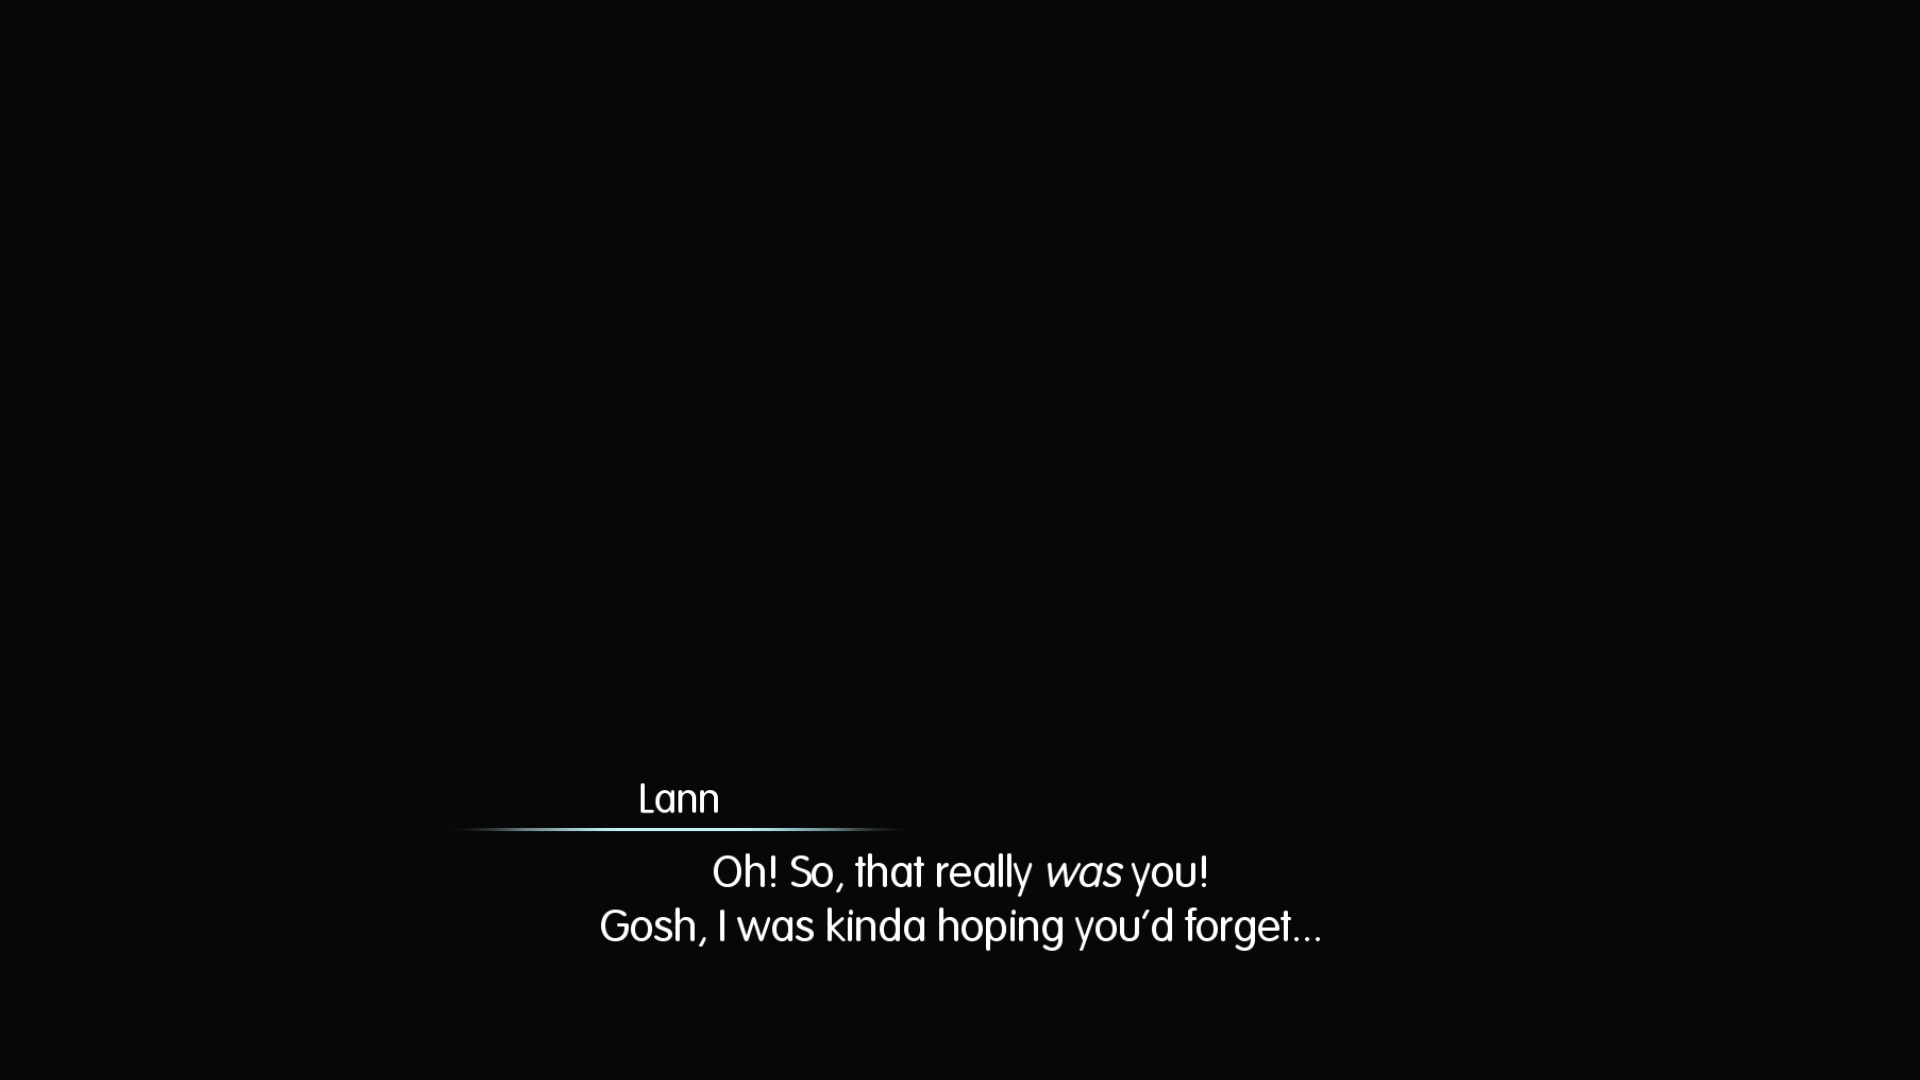 Lann
Oh! So, that really was you!
Gosh, I was kinda hoping you'd forget...